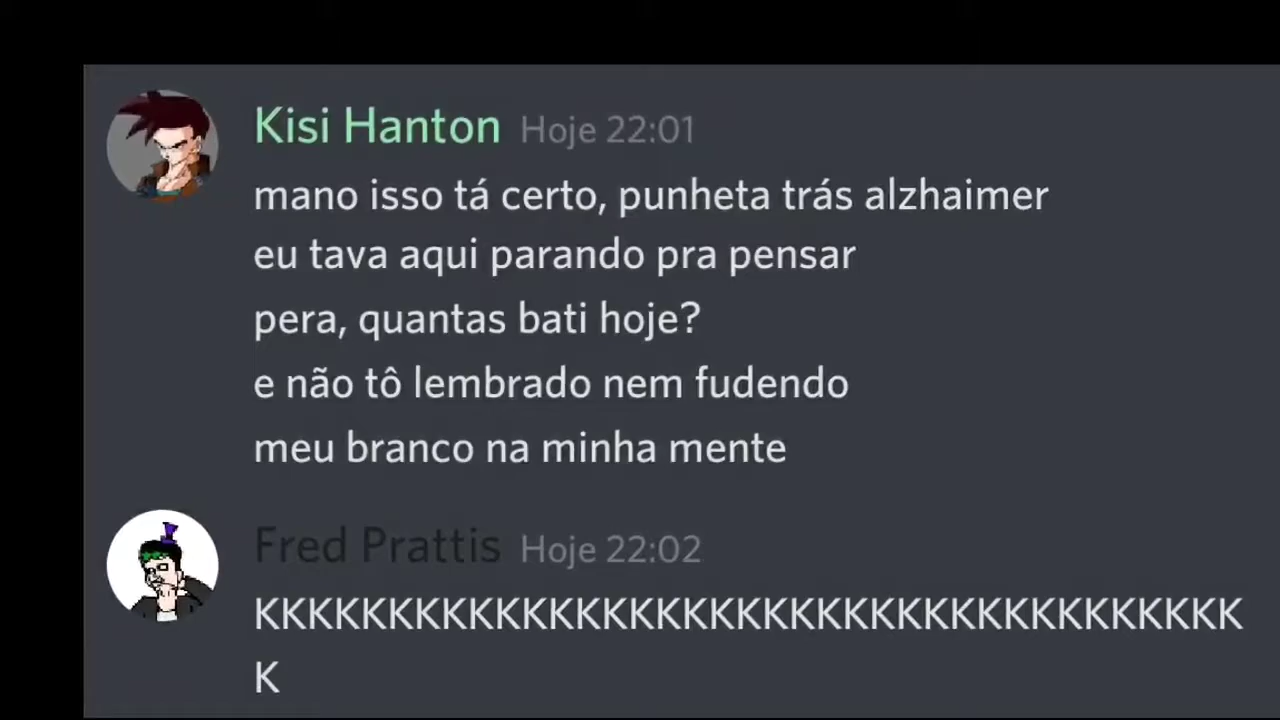 Kisi Hanton Hoje 22:01
mano isso tá certo, punheta trás alzhaimer
eu tava aqui parando pra pensar
pera, quantas bati hoje?
e não tô lembrado nem fudendo
meu branco na minha mente
Fred Prattis Hoje 22:02
KKKKKKKKKKKKKKKKKKKKKKKKKKKKKKKKKKKKK
K